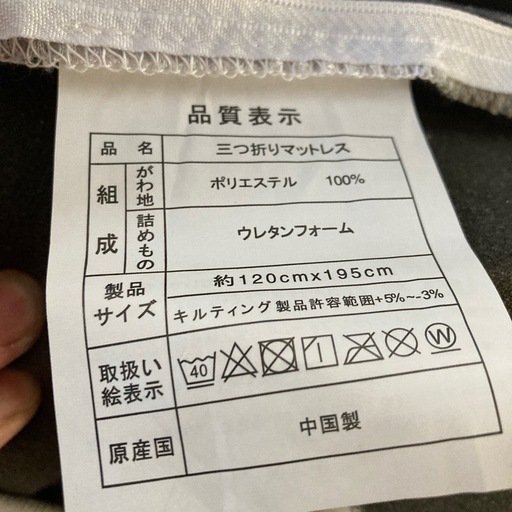 品質表示
品名 三つ折りマットレス
組成 がわ地 ポリエステル 100%
詰めもの ウレタンフォーム
製品サイズ 約120cmx195cm
キルティング製品許容範囲+5%~-3%
取扱い絵表示 40 W
原産国 中国製